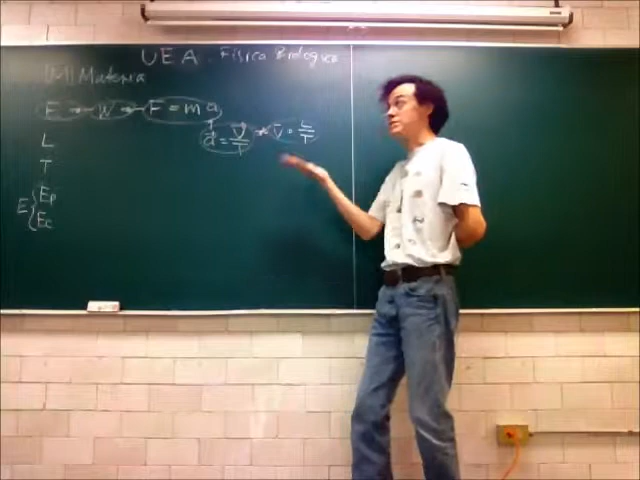 UEA Física Biológica
Materia
E → W → F = m a
a = V/T → V = L/T
L
T
E { Ep
Ec